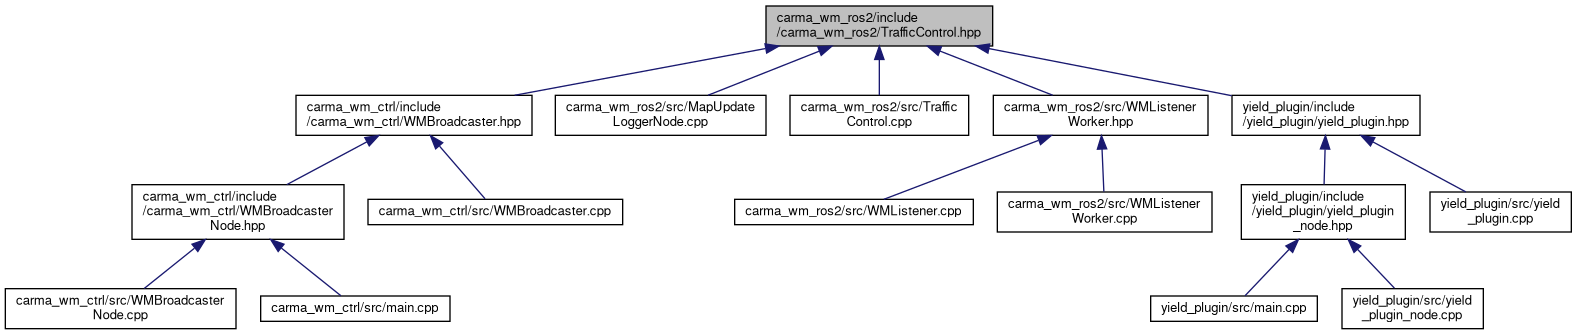 carma_wm_ros2/include
/carma_wm_ros2/TrafficControl.hpp
carma_wm_ctrl/include
/carma_wm_ctrl/WMBroadcaster.hpp
carma_wm_ros2/src/MapUpdate
LoggerNode.cpp
carma_wm_ros2/src/Traffic
Control.cpp
carma_wm_ros2/src/WMListener
Worker.hpp
yield_plugin/include
/yield_plugin/yield_plugin.hpp
carma_wm_ctrl/include
/carma_wm_ctrl/WMBroadcaster
Node.hpp
carma_wm_ctrl/src/WMBroadcaster.cpp
carma_wm_ros2/src/WMListener.cpp
carma_wm_ros2/src/WMListener
Worker.cpp
yield_plugin/include
/yield_plugin/yield_plugin
_node.hpp
yield_plugin/src/yield
_plugin.cpp
carma_wm_ctrl/src/WMBroadcaster
Node.cpp
carma_wm_ctrl/src/main.cpp
yield_plugin/src/main.cpp
yield_plugin/src/yield
_plugin_node.cpp